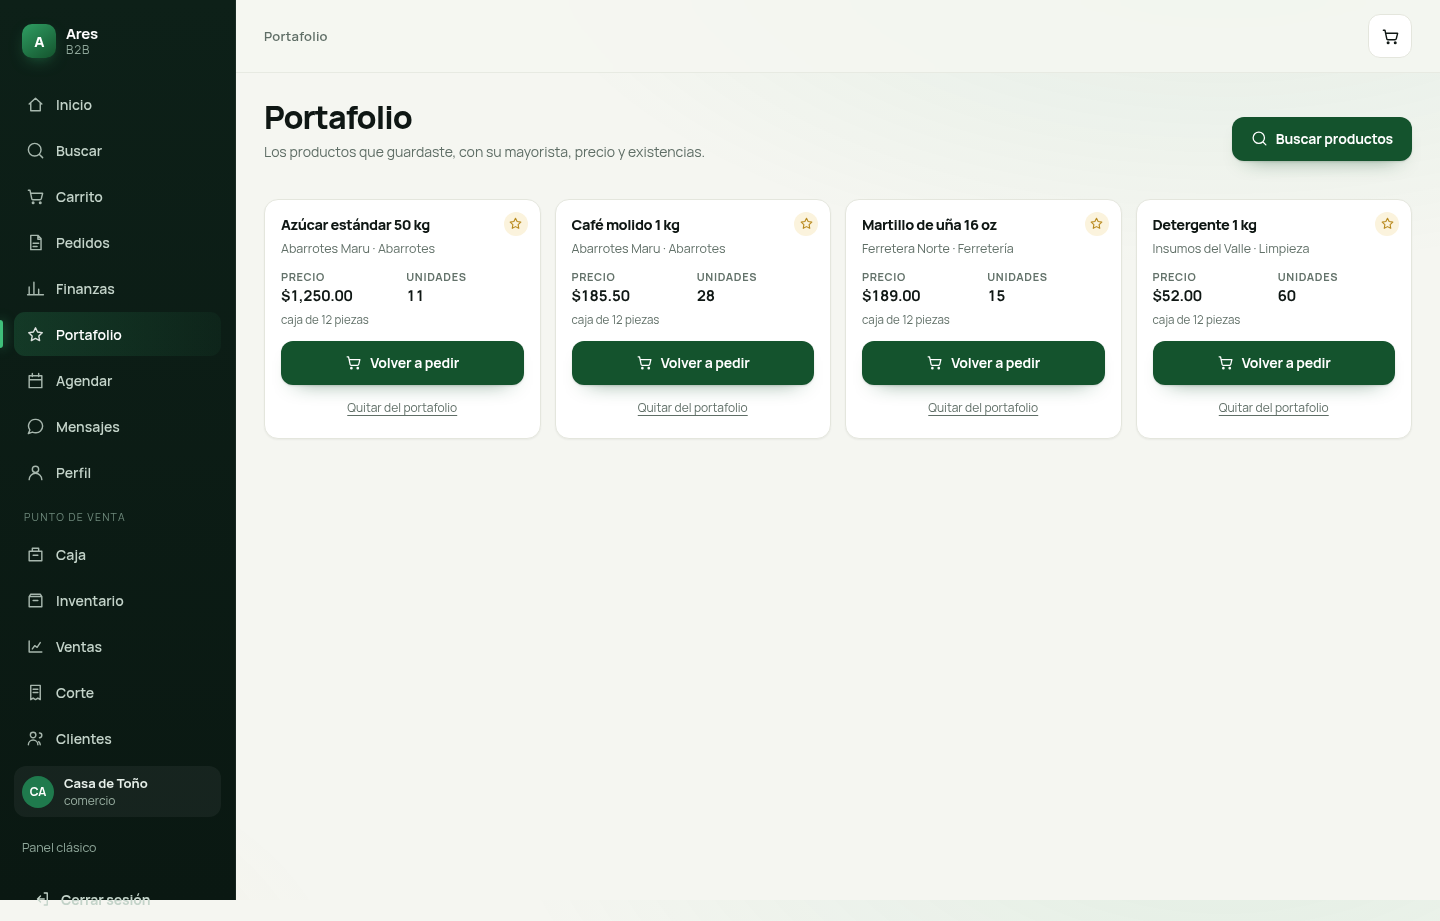 A
Ares
B2B
Inicio
Buscar
Carrito
Pedidos
Finanzas
Portafolio
Agendar
Mensajes
Perfil
PUNTO DE VENTA
Caja
Inventario
Ventas
Corte
Clientes
CA
Casa de Toño
comercio
Panel clásico
Cerrar sesión
Portafolio
Portafolio
Los productos que guardaste, con su mayorista, precio y existencias.
Buscar productos
Azúcar estándar 50 kg
Abarrotes Maru · Abarrotes
PRECIO UNIDADES
$1,250.00 11
caja de 12 piezas
Volver a pedir
Quitar del portafolio
Café molido 1 kg
Abarrotes Maru · Abarrotes
PRECIO UNIDADES
$185.50 28
caja de 12 piezas
Volver a pedir
Quitar del portafolio
Martillo de uña 16 oz
Ferretera Norte · Ferretería
PRECIO UNIDADES
$189.00 15
caja de 12 piezas
Volver a pedir
Quitar del portafolio
Detergente 1 kg
Insumos del Valle · Limpieza
PRECIO UNIDADES
$52.00 60
caja de 12 piezas
Volver a pedir
Quitar del portafolio